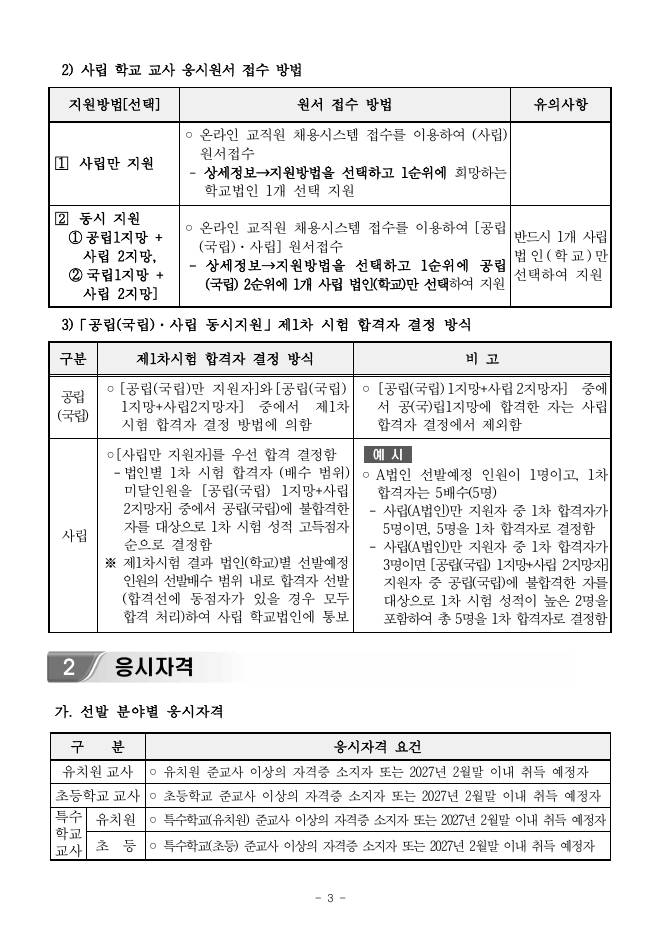 2) 사립 학교 교사 응시원서 접수 방법
지원방법[선택] 원서 접수 방법 유의사항
1 사립만 지원
○ 온라인 교직원 채용시스템 접수를 이용하여 (사립)
원서접수
- 상세정보→지원방법을 선택하고 1순위에 희망하는
학교법인 1개 선택 지원
2 동시 지원
① 공립1지망 +
사립 2지망,
② 국립1지망 +
사립 2지망]
○ 온라인 교직원 채용시스템 접수를 이용하여 [공립
(국립)·사립] 원서접수
- 상세정보→지원방법을 선택하고 1순위에 공립
(국립) 2순위에 1개 사립 법인(학교)만 선택하여 지원
반드시 1개 사립
법인(학교)만
선택하여 지원
3)「공립(국립)·사립 동시지원」제1차 시험 합격자 결정 방식
구분 제1차시험 합격자 결정 방식 비 고
공립
(국립)
○ [공립(국립)만 지원자]와 [공립(국립)
1지망+사립2지망자] 중에서 제1차
시험 합격자 결정 방법에 의함
○ [공립(국립)1지망+사립2지망자] 중에
서 공(국)립1지망에 합격한 자는 사립
합격자 결정에서 제외함
사립
○[사립만 지원자]를 우선 합격 결정함
- 법인별 1차 시험 합격자 (배수 범위)
미달인원을 [공립(국립) 1지망+사립
2지망자] 중에서 공립(국립)에 불합격한
자를 대상으로 1차 시험 성적 고득점자
순으로 결정함
※ 제1차시험 결과 법인(학교)별 선발예정
인원의 선발배수 범위 내로 합격자 선발
(합격선에 동점자가 있을 경우 모두
합격 처리)하여 사립 학교법인에 통보
예 시
○ A법인 선발예정 인원이 1명이고, 1차
합격자는 5배수(5명)
- 사립(A법인)만 지원자 중 1차 합격자가
5명이면, 5명을 1차 합격자로 결정함
- 사립(A법인)만 지원자 중 1차 합격자가
3명이면 [공립(국립) 1지망+사립 2지망자]
지원자 중 공립(국립)에 불합격한 자를
대상으로 1차 시험 성적이 높은 2명을
포함하여 총 5명을 1차 합격자로 결정함
2 응시자격
가. 선발 분야별 응시자격
구 분 응시자격 요건
유치원 교사 ○ 유치원 준교사 이상의 자격증 소지자 또는 2027년 2월말 이내 취득 예정자
초등학교 교사 ○ 초등학교 준교사 이상의 자격증 소지자 또는 2027년 2월말 이내 취득 예정자
특수
학교
교사
유치원 ○ 특수학교(유치원) 준교사 이상의 자격증 소지자 또는 2027년 2월말 이내 취득 예정자
초 등 ○ 특수학교(초등) 준교사 이상의 자격증 소지자 또는 2027년 2월말 이내 취득 예정자
- 3 -